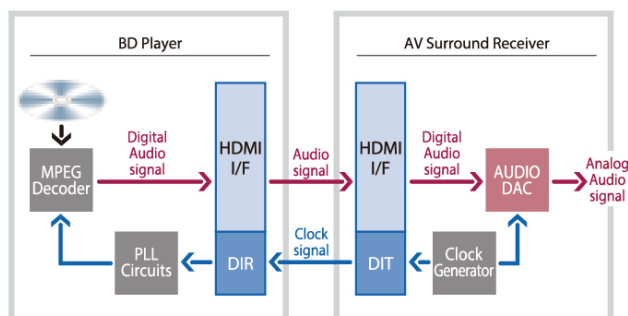 BD Player
AV Surround Receiver
MPEG
Decoder
Digital
Audio
signal
HDMI
I/F
Audio
signal
HDMI
I/F
Digital
Audio
signal
AUDIO
DAC
Analog
Audio
signal
PLL
Circuits
DIR
Clock
signal
DIT
Clock
Generator